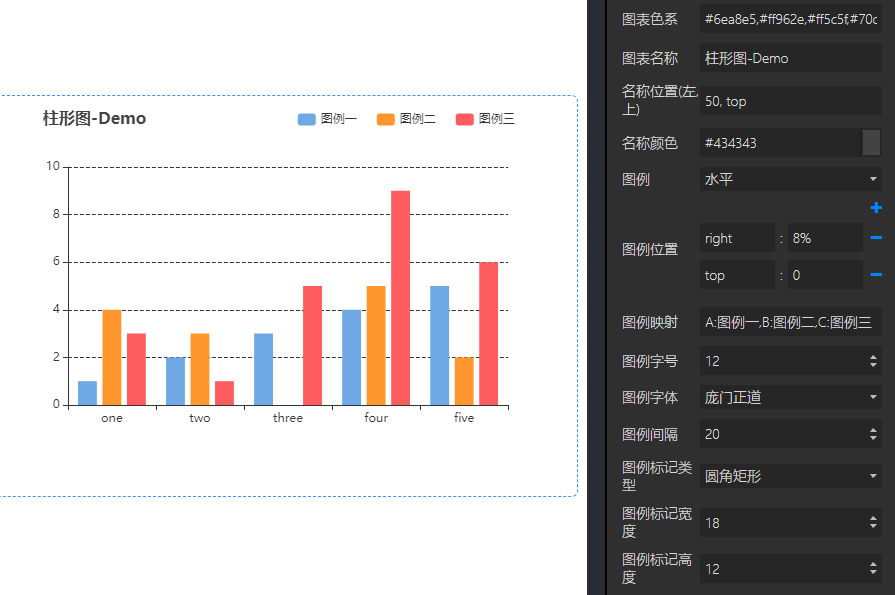 柱形图-Demo
图例一
图例二
图例三
10
8
6
4
2
0
one
two
three
four
five
图表色系
#6ea8e5,#ff962e,#ff5c5f,#70c
图表名称
柱形图-Demo
名称位置(左,
上)
50, top
名称颜色
#434343
图例
水平
图例位置
right : 8%
top : 0
图例映射
A:图例一,B:图例二,C:图例三
图例字号
12
图例字体
庞门正道
图例间隔
20
图例标记类
型
圆角矩形
图例标记宽
度
18
图例标记高
度
12